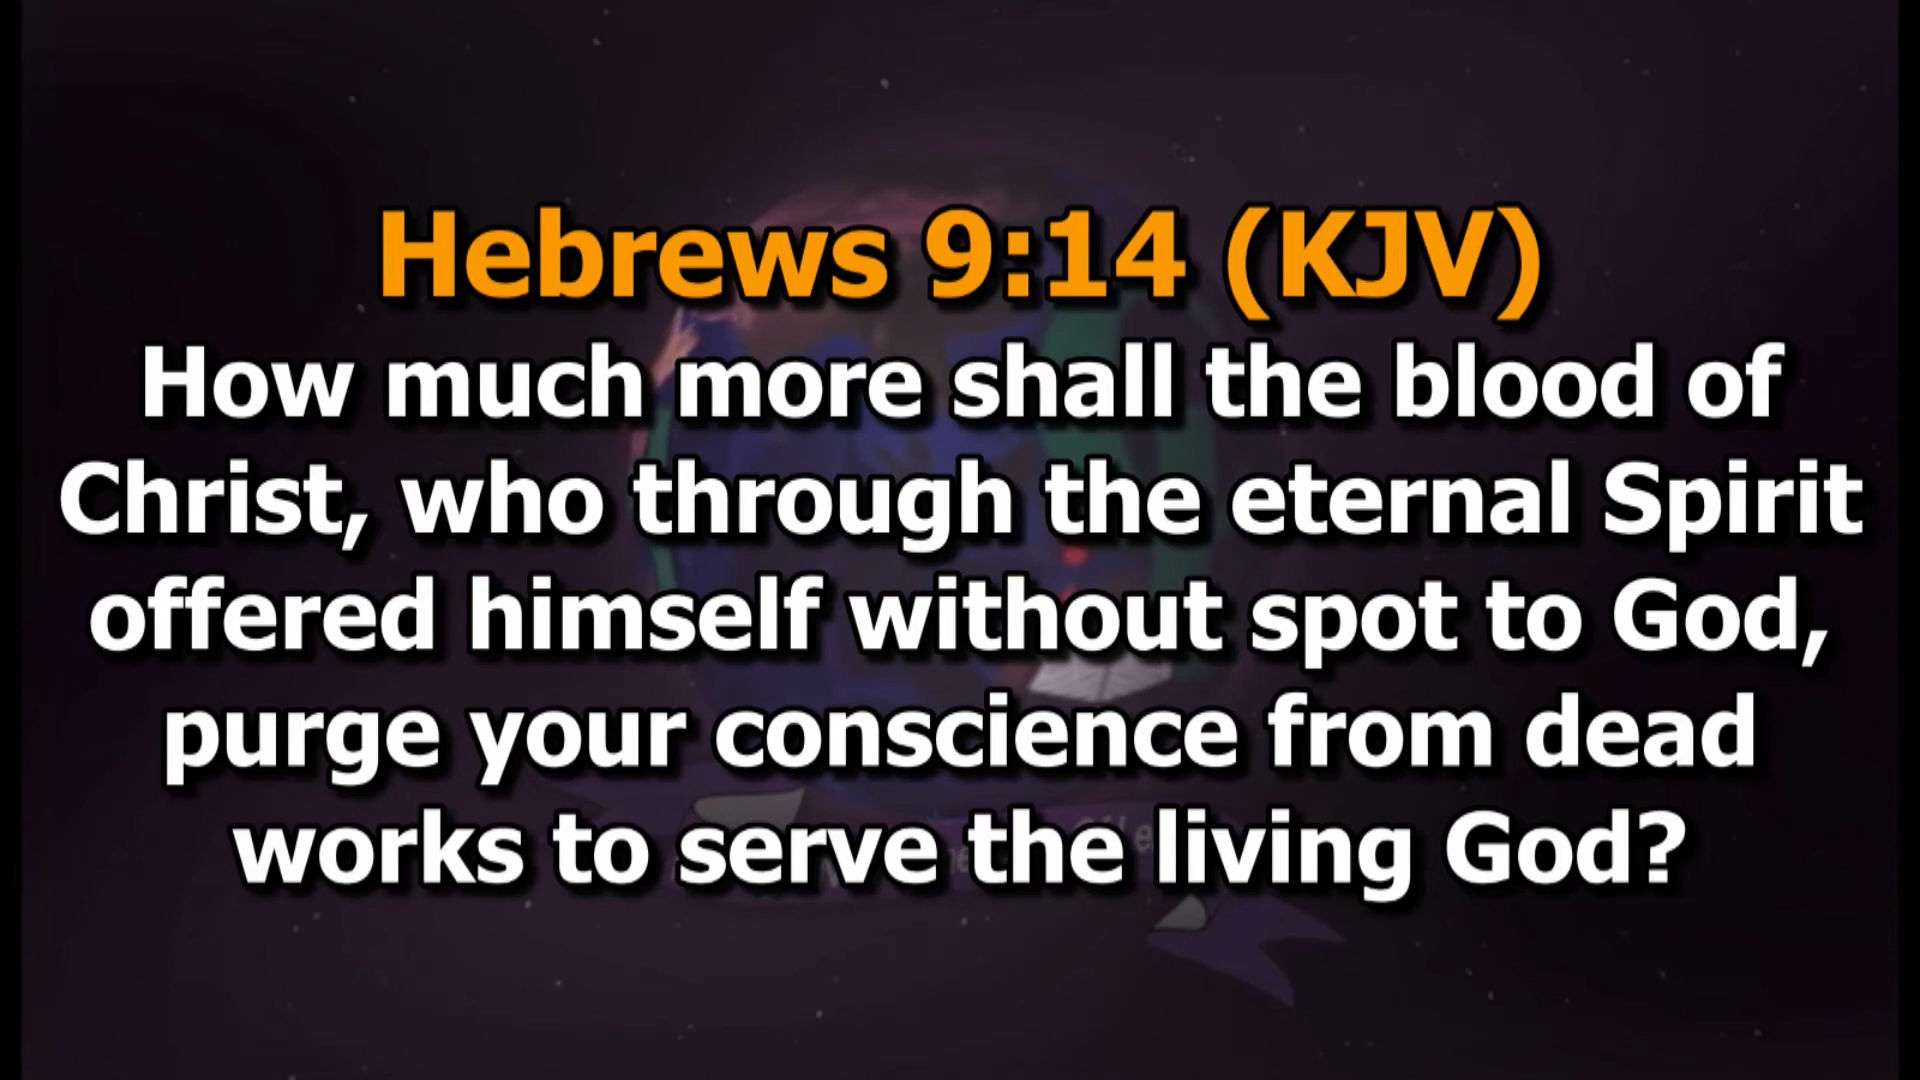 Hebrews 9:14 (KJV)
How much more shall the blood of
Christ, who through the eternal Spirit
offered himself without spot to God,
purge your conscience from dead
works to serve the living God?